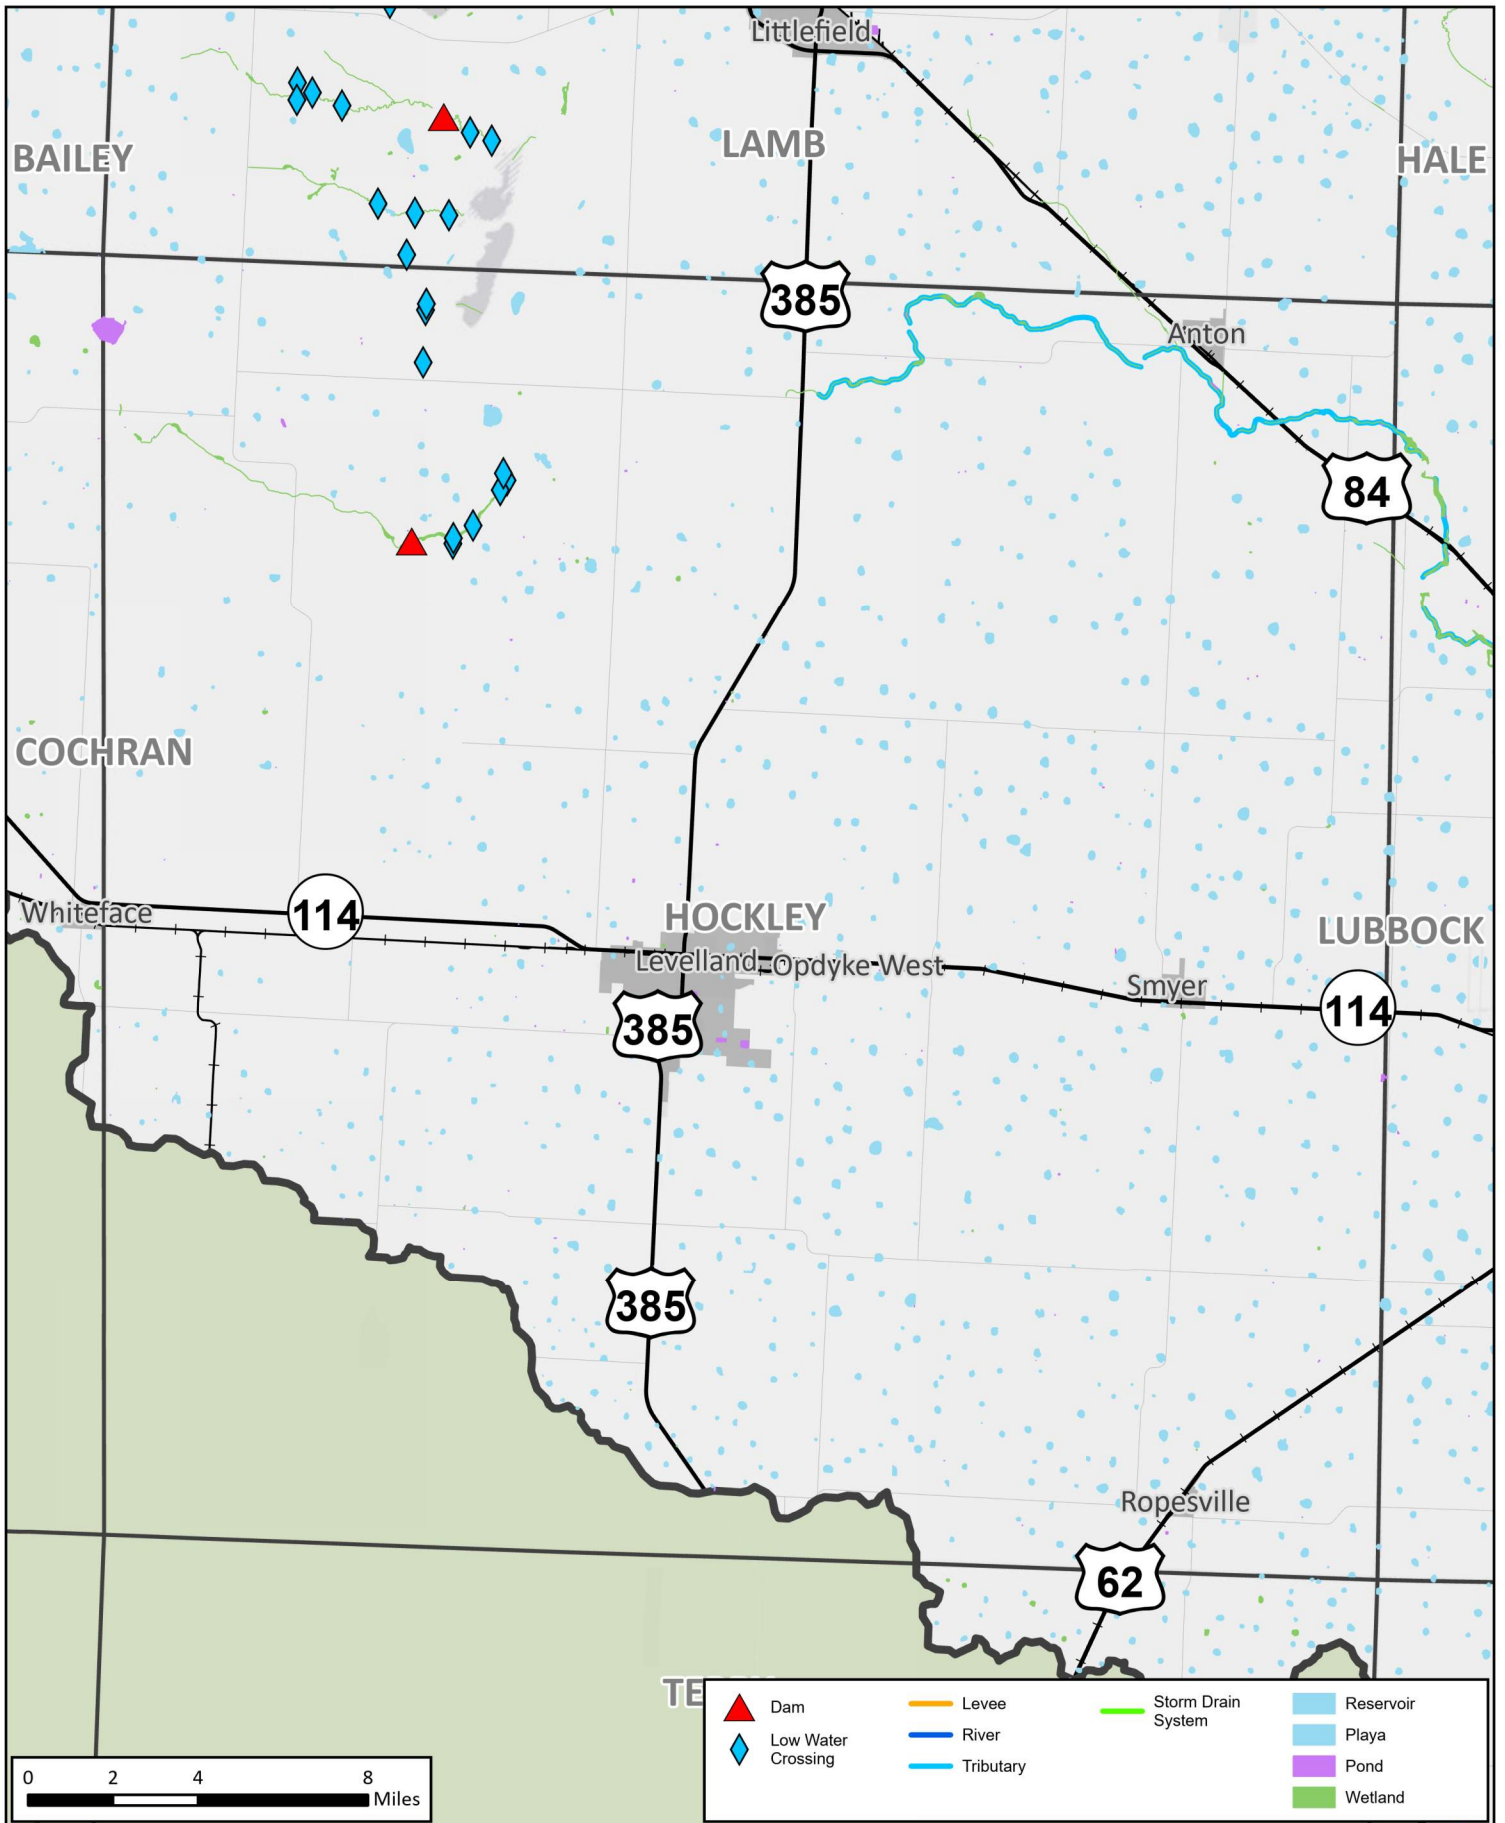 Littlefield
BAILEY
LAMB
HALE
385
Anton
84
COCHRAN
Whiteface
114
HOCKLEY
Levelland
Opdyke West
LUBBOCK
Smyer
385
114
385
Ropesville
62
Dam
Low Water
Crossing
Levee
River
Tributary
Storm Drain
System
Reservoir
Playa
Pond
Wetland
0 2 4 8
Miles